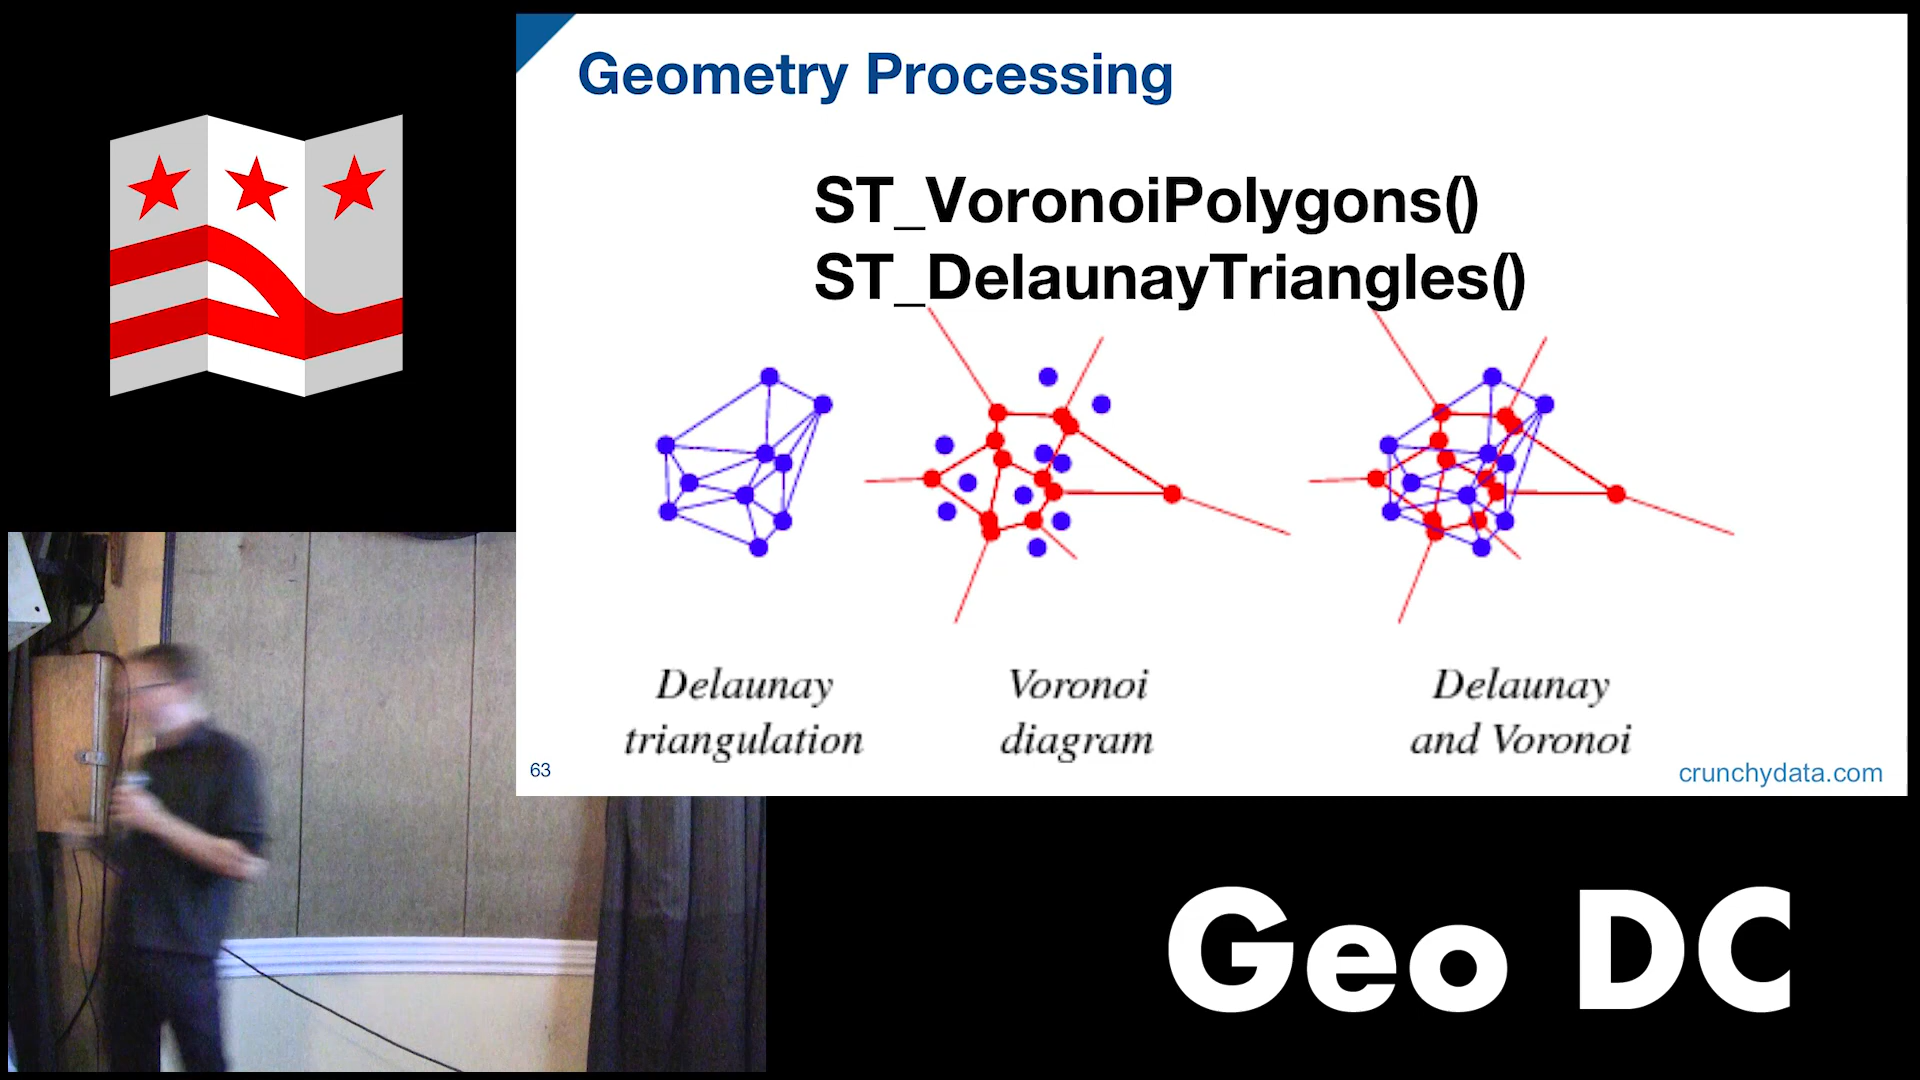 Geometry Processing
ST_VoronoiPolygons()
ST_DelaunayTriangles()
Delaunay
triangulation
Voronoi
diagram
Delaunay
and Voronoi
63
crunchydata.com
Geo DC